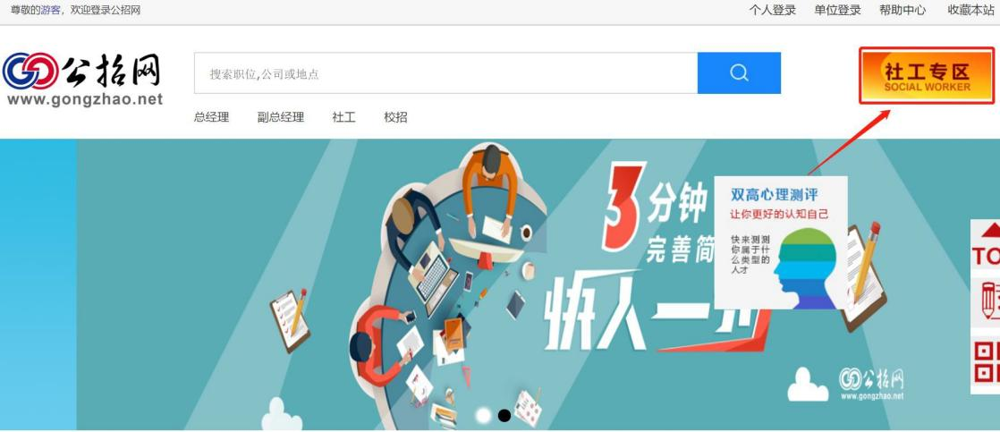 尊敬的游客，欢迎登录公招网
个人登录 单位登录 帮助中心 收藏本站
公招网
www.gongzhao.net
搜索职位,公司或地点
社工专区
SOCIAL WORKER
总经理 副总经理 社工 校招
3分钟
完善简
快人一
双高心理测评
让你更好的认知自己
快来测测
你属于什
么类型的
人才
TO
公招网
www.gongzhao.net